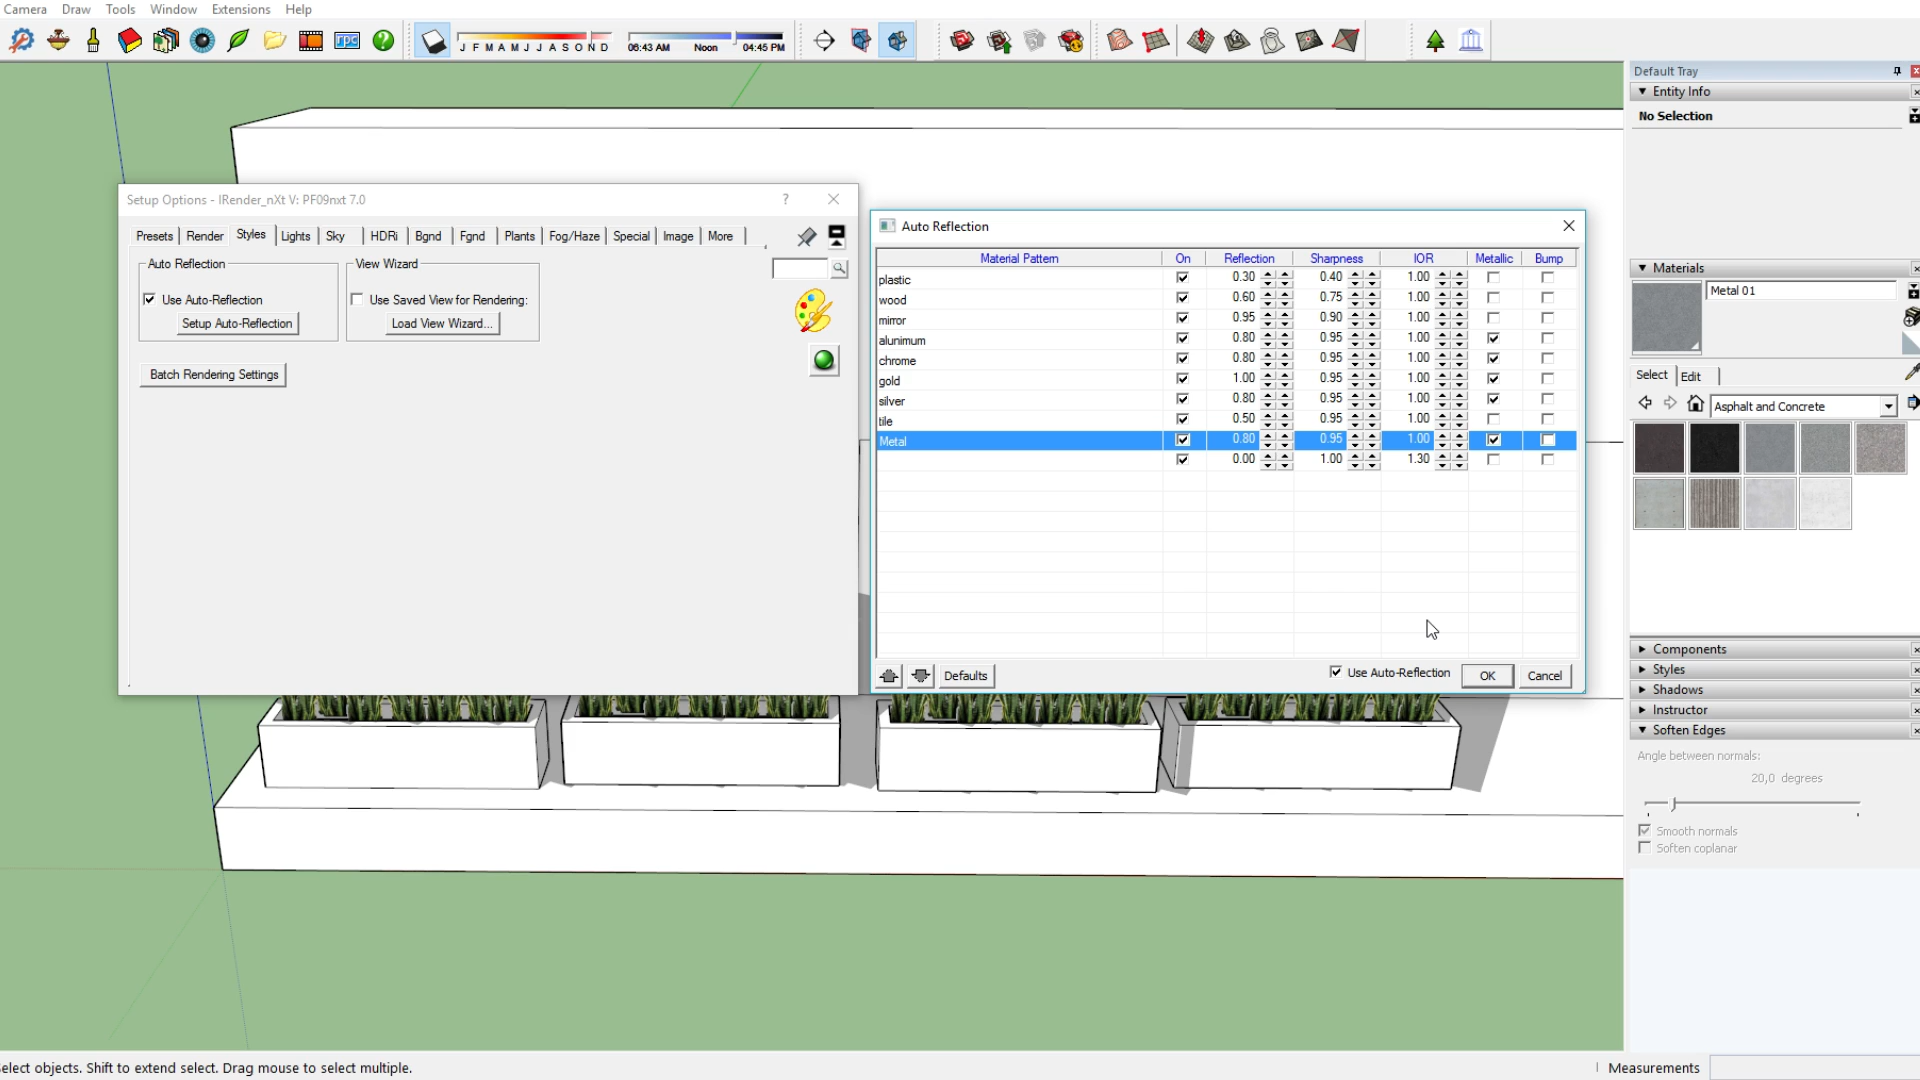 Camera Draw Tools Window Extensions Help
J F M A M J J A S O N D 06:43 AM Noon 04:45 PM
rpc
Default Tray
Entity Info
No Selection
Setup Options - IRender_nXt V: PF09nxt 7.0 ?
Presets Render Styles Lights Sky HDRi Bgnd Fgnd Plants Fog/Haze Special Image More
Auto Reflection View Wizard
Use Auto-Reflection Use Saved View for Rendering:
Setup Auto-Reflection Load View Wizard...
Batch Rendering Settings
Auto Reflection
Material Pattern On Reflection Sharpness IOR Metallic Bump
plastic 0.30 0.40 1.00
wood 0.60 0.75 1.00
mirror 0.95 0.90 1.00
alunimum 0.80 0.95 1.00
chrome 0.80 0.95 1.00
gold 1.00 0.95 1.00
silver 0.80 0.95 1.00
tile 0.50 0.95 1.00
Metal 0.80 0.95 1.00
0.00 1.00 1.30
Defaults Use Auto-Reflection OK Cancel
Materials
Metal 01
Select Edit
Asphalt and Concrete
Components
Styles
Shadows
Instructor
Soften Edges
Angle between normals:
20,0 degrees
Smooth normals
Soften coplanar
elect objects. Shift to extend select. Drag mouse to select multiple. Measurements